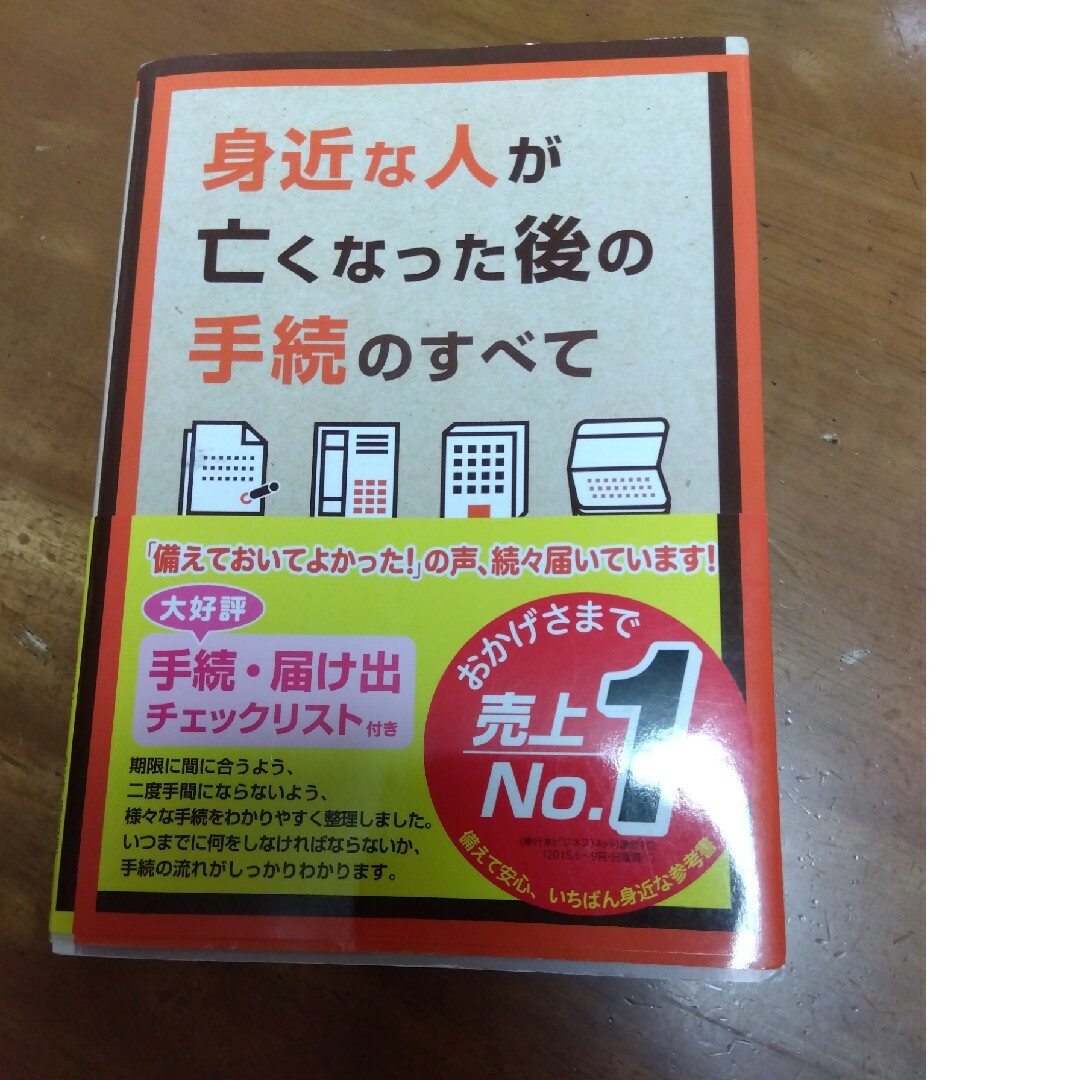 身近な人が
亡くなった後の
手続のすべて
「備えておいてよかった!」の声、続々届いています!
大好評
手続・届け出
チェックリスト付き
期限に間に合うよう、
二度手間にならないよう、
様々な手続をわかりやすく整理しました。
いつまでに何をしなければならないか、
手続の流れがしっかりわかります。
おかげさまで
売上
No.1
備えて安心、いちばん身近な参考書